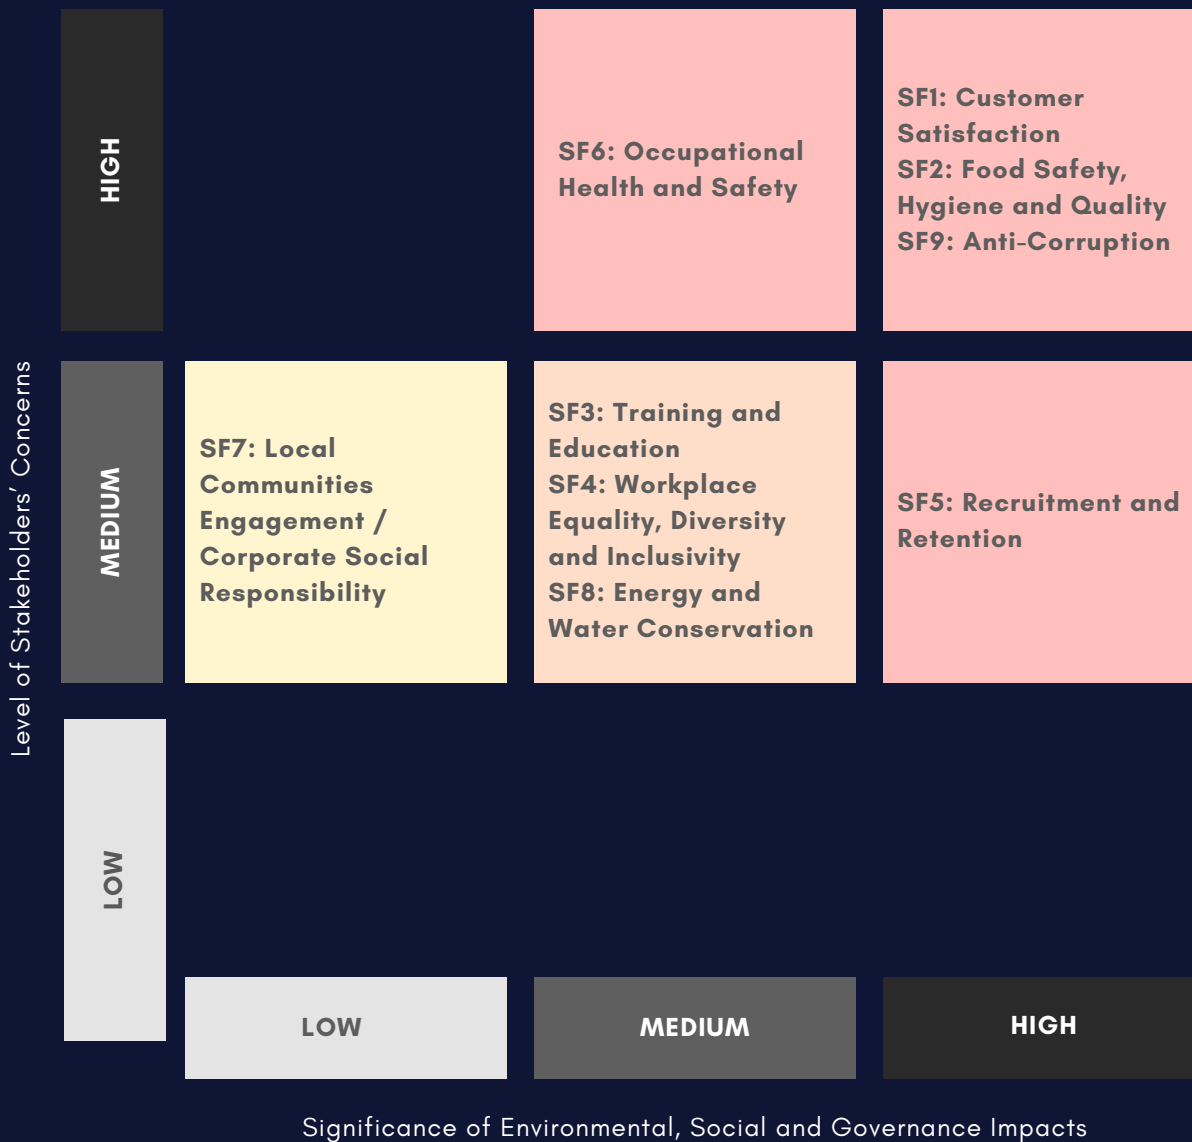 HIGH
SF6: Occupational
Health and Safety
SF1: Customer
Satisfaction
SF2: Food Safety,
Hygiene and Quality
SF9: Anti-Corruption
Level of Stakeholders' Concerns
MEDIUM
SF7: Local
Communities
Engagement /
Corporate Social
Responsibility
SF3: Training and
Education
SF4: Workplace
Equality, Diversity
and Inclusivity
SF8: Energy and
Water Conservation
SF5: Recruitment and
Retention
LOW
LOW
MEDIUM
HIGH
Significance of Environmental, Social and Governance Impacts